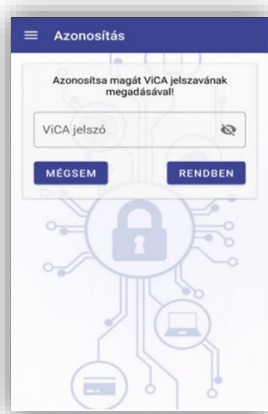 Azonosítás
Azonosítsa magát ViCA jelszavának
megadásával!
ViCA jelszó
MÉGSEM RENDBEN